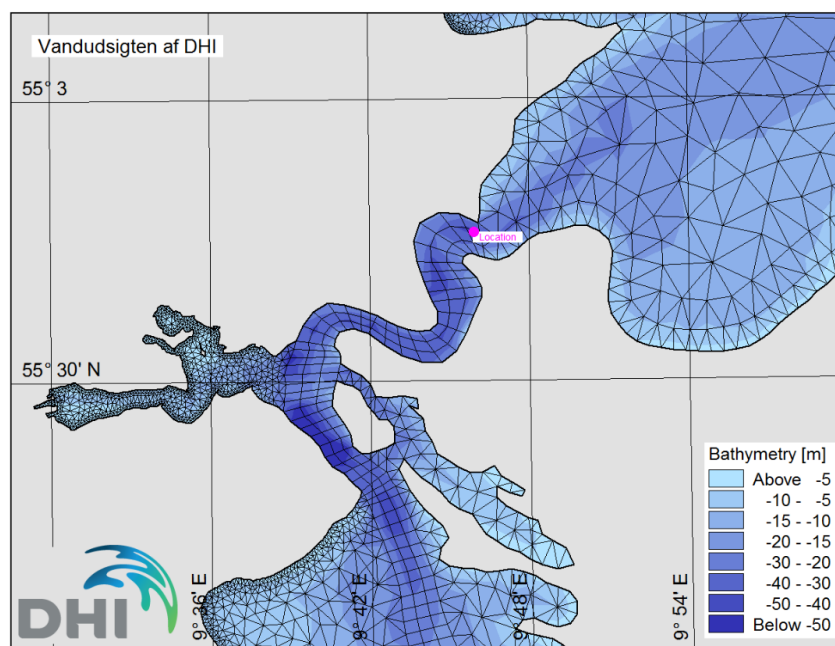 Vandudsigten af DHI
55° 3
Location
55° 30' N
Bathymetry [m]
Above -5
-10 - -5
-15 - -10
-20 - -15
-30 - -20
-40 - -30
-50 - -40
Below -50
DHI
9° 36' E
9° 42' E
9° 48' E
9° 54' E